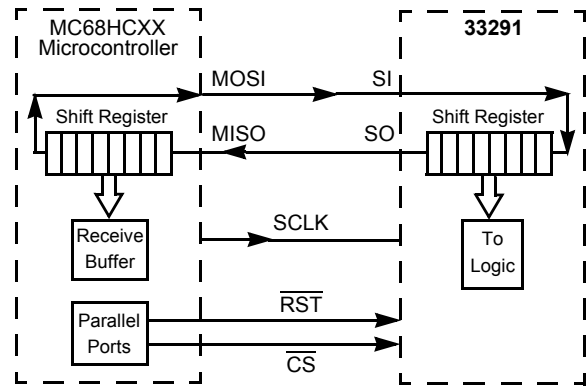 MC68HCXX
Microcontroller
33291
MOSI
SI
Shift Register
Shift Register
MISO
SO
SCLK
Receive
Buffer
To
Logic
Parallel
Ports
RST
CS